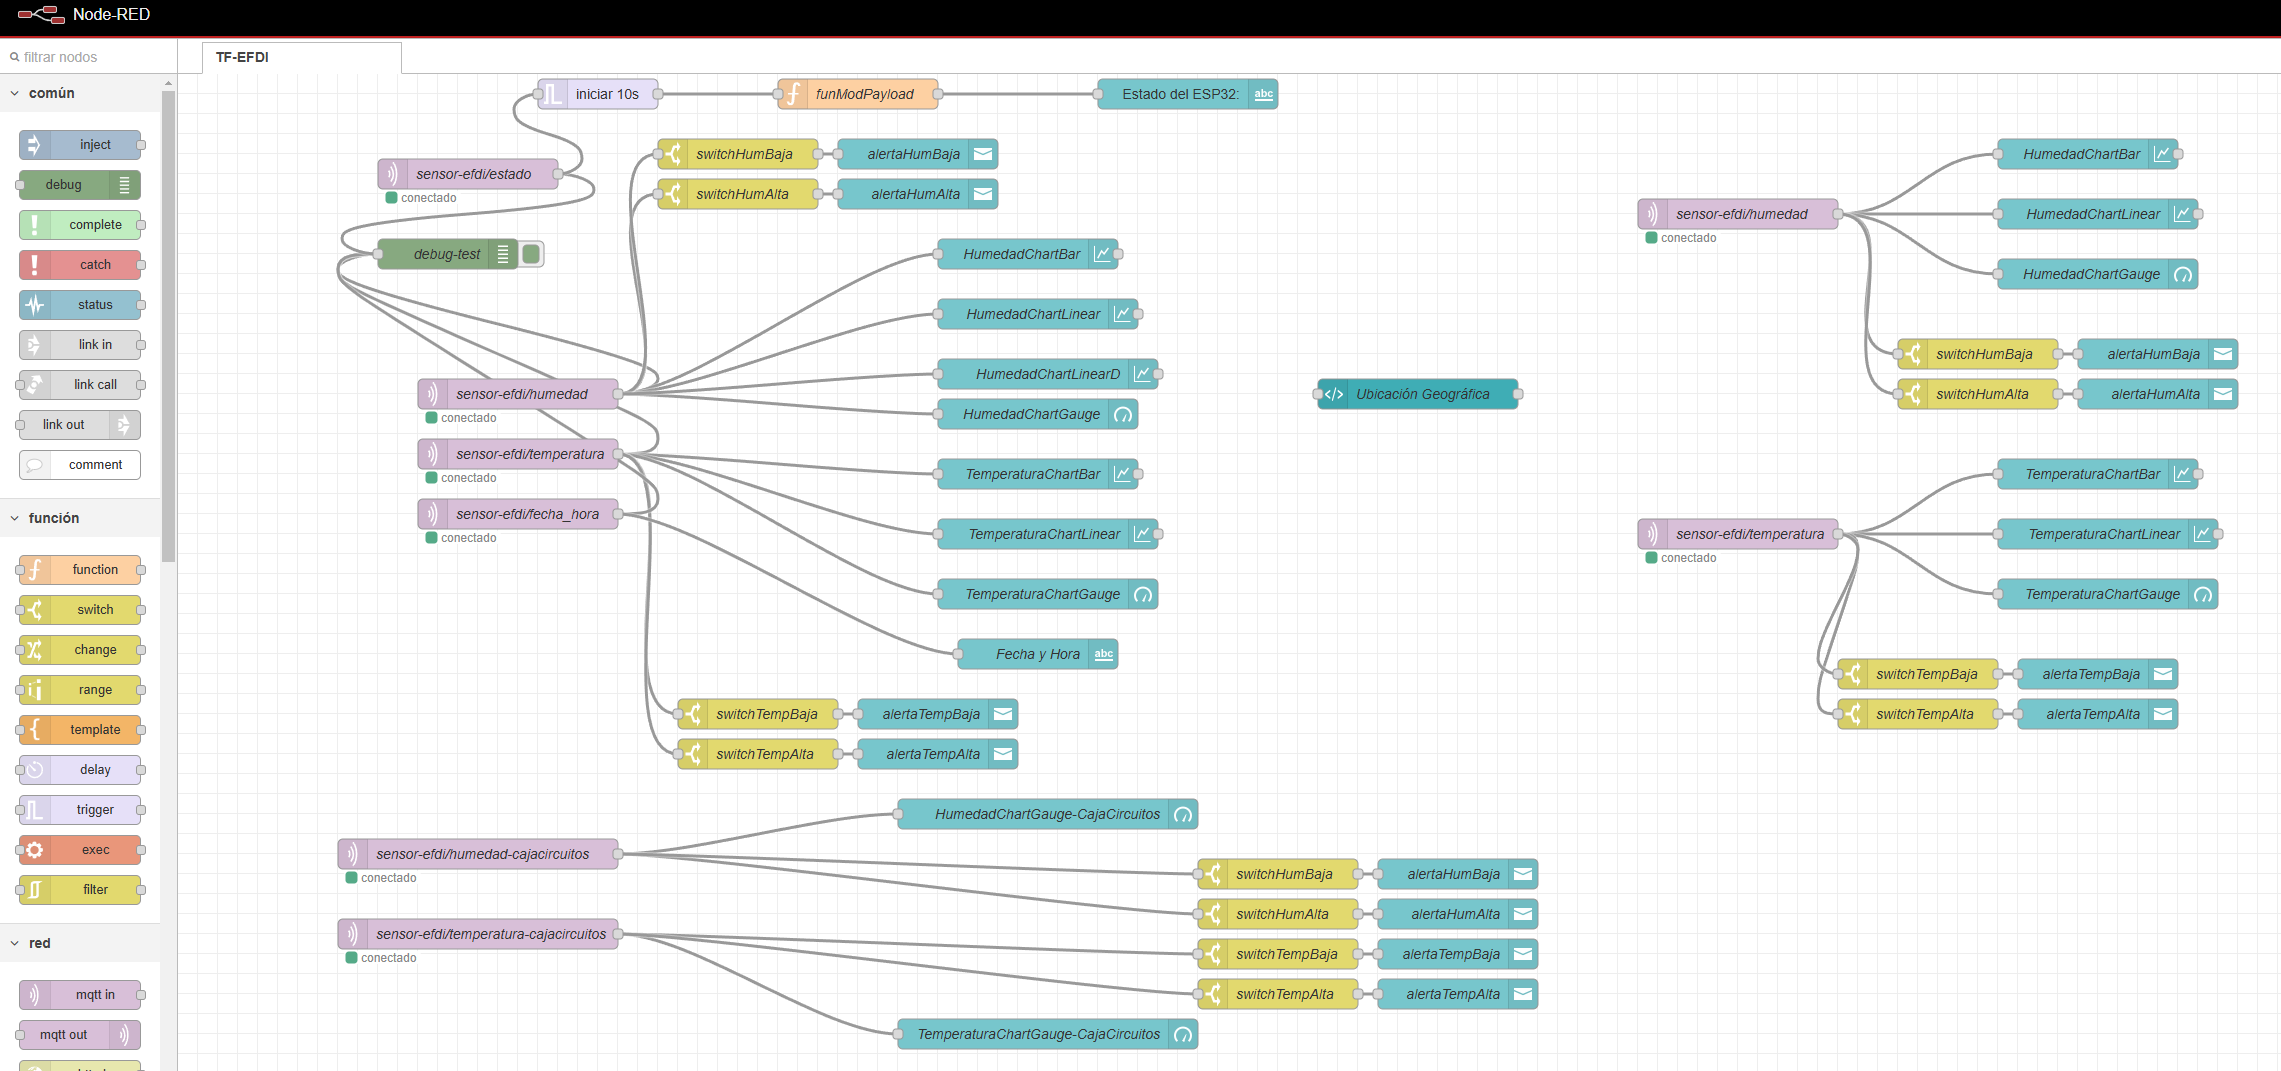 Node-RED
filtrar nodos
común
inject
debug
complete
catch
status
link in
link call
link out
comment
función
function
switch
change
range
template
delay
trigger
exec
filter
red
mqtt in
mqtt out
TF-EFDI
iniciar 10s
funModPayload
Estado del ESP32:
abc
sensor-efdi/estado
conectado
debug-test
switchHumBaja
alertaHumBaja
switchHumAlta
alertaHumAlta
HumedadChartBar
HumedadChartLinear
HumedadChartLinearD
HumedadChartGauge
sensor-efdi/humedad
conectado
sensor-efdi/temperatura
conectado
sensor-efdi/fecha_hora
conectado
TemperaturaChartBar
TemperaturaChartLinear
TemperaturaChartGauge
Fecha y Hora
abc
switchTempBaja
alertaTempBaja
switchTempAlta
alertaTempAlta
HumedadChartGauge-CajaCircuitos
sensor-efdi/humedad-cajacircuitos
conectado
switchHumBaja
alertaHumBaja
switchHumAlta
alertaHumAlta
sensor-efdi/temperatura-cajacircuitos
conectado
switchTempBaja
alertaTempBaja
switchTempAlta
alertaTempAlta
TemperaturaChartGauge-CajaCircuitos
Ubicación Geográfica
HumedadChartBar
sensor-efdi/humedad
conectado
HumedadChartLinear
HumedadChartGauge
switchHumBaja
alertaHumBaja
switchHumAlta
alertaHumAlta
TemperaturaChartBar
sensor-efdi/temperatura
conectado
TemperaturaChartLinear
TemperaturaChartGauge
switchTempBaja
alertaTempBaja
switchTempAlta
alertaTempAlta